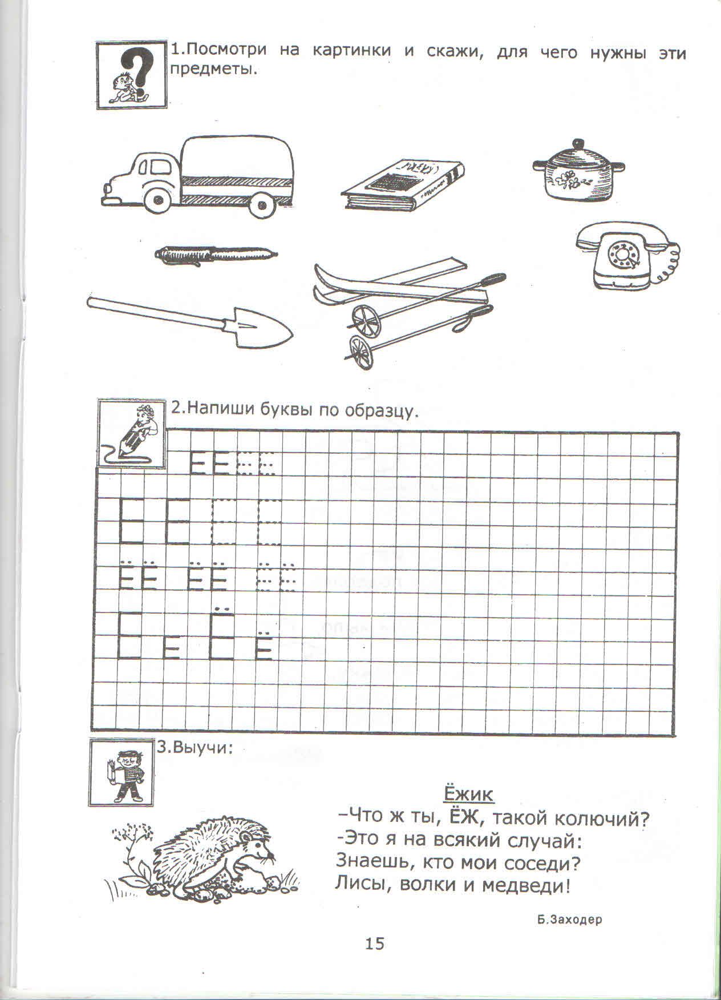 1.Посмотри на картинки и скажи, для чего нужны эти
предметы.
СКАЗКИ
2.Напиши буквы по образцу.
Е Е Е Е
Е Е Е Е
Ё Ё Ё Ё Ё Ё
Е Е Ё Ё
3.Выучи:
Ёжик
–Что ж ты, ЁЖ, такой колючий?
-Это я на всякий случай:
Знаешь, кто мои соседи?
Лисы, волки и медведи!
Б.Заходер
15